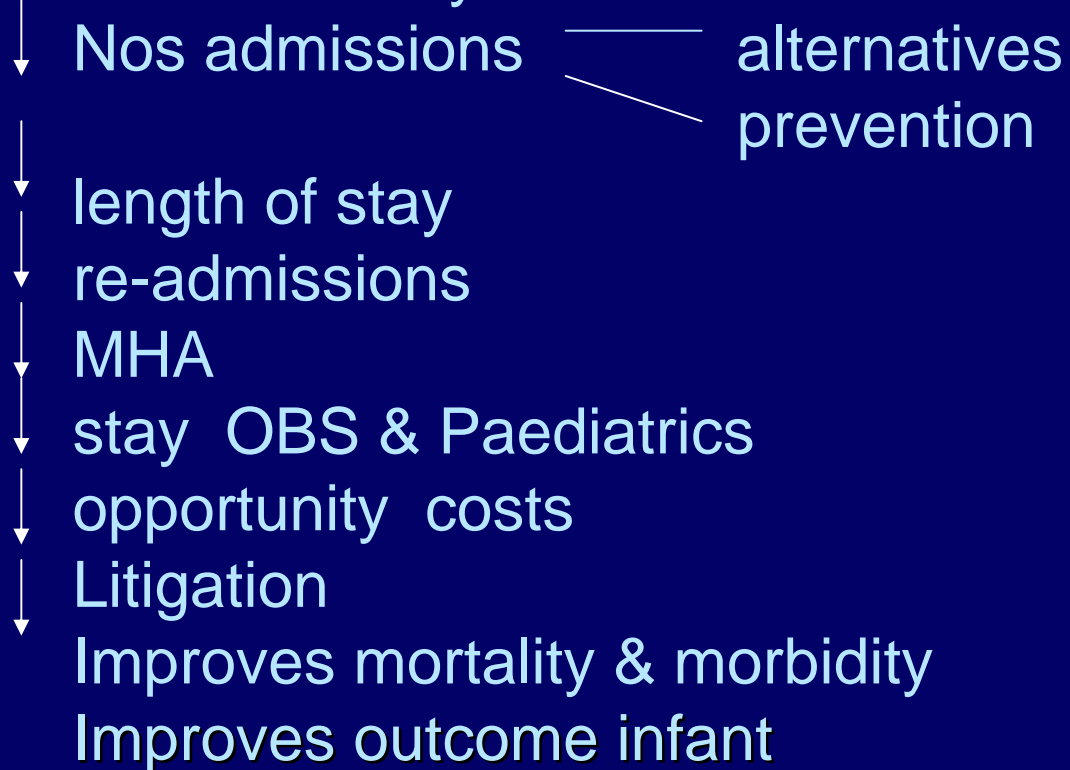 Nos admissions alternatives
prevention
length of stay
re-admissions
MHA
stay OBS & Paediatrics
opportunity costs
Litigation
Improves mortality & morbidity
Improves outcome infant